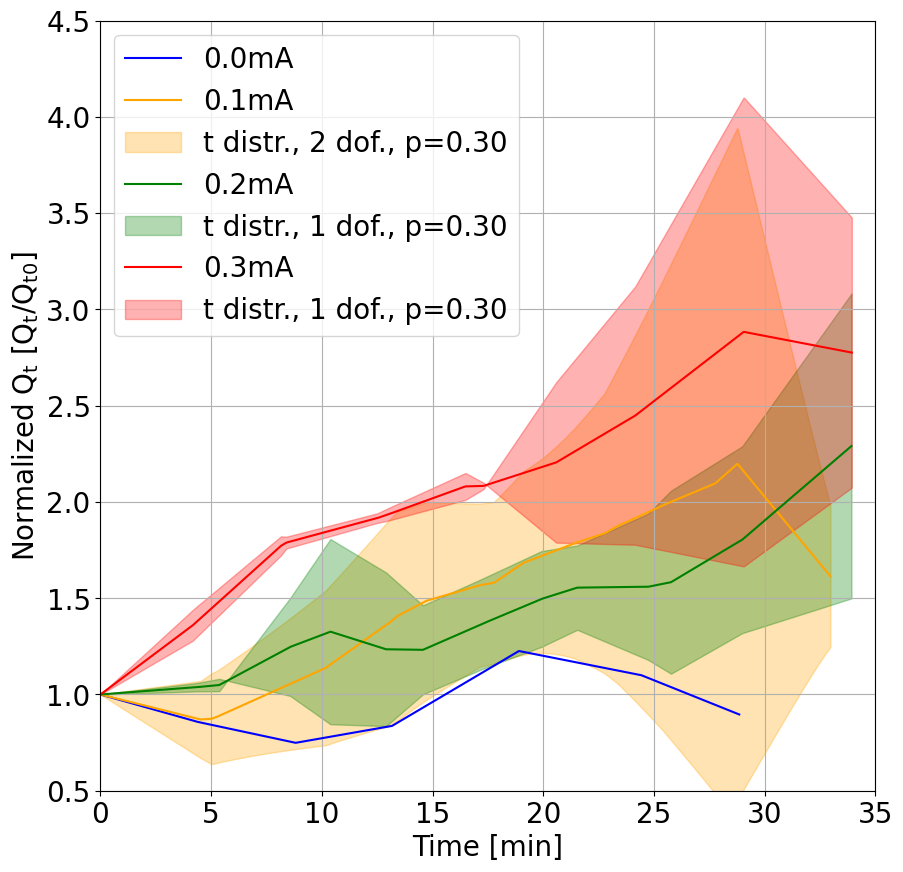 4.5
4.0
3.5
3.0
2.5
2.0
1.5
1.0
0.5
Normalized Qt [Qt/Qt0]
0.0mA
0.1mA
t distr., 2 dof., p=0.30
0.2mA
t distr., 1 dof., p=0.30
0.3mA
t distr., 1 dof., p=0.30
0 5 10 15 20 25 30 35
Time [min]